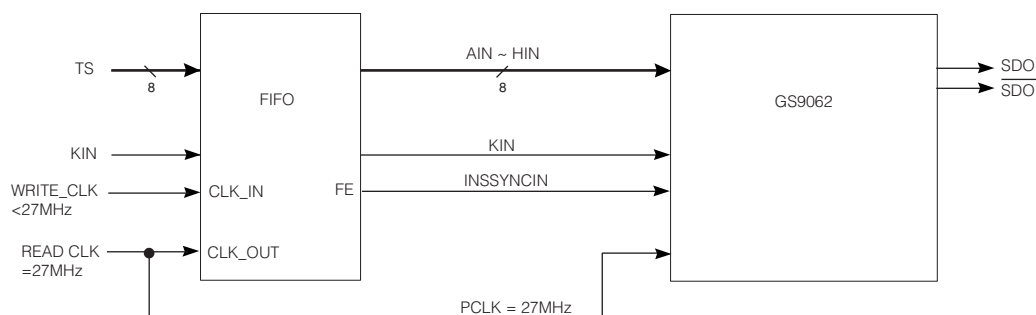 AIN ~ HIN
TS
8
8
SDO
SDO
FIFO
GS9062
KIN
KIN
WRITE_CLK
<27MHz
CLK_IN
FE
INSSYNCIN
READ CLK
=27MHz
CLK_OUT
PCLK = 27MHz